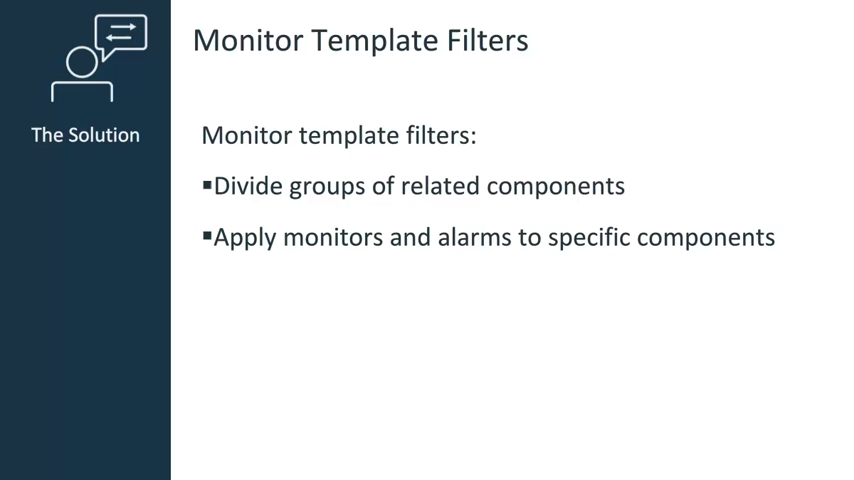 Monitor Template Filters
The Solution
Monitor template filters:
▪Divide groups of related components
▪Apply monitors and alarms to specific components